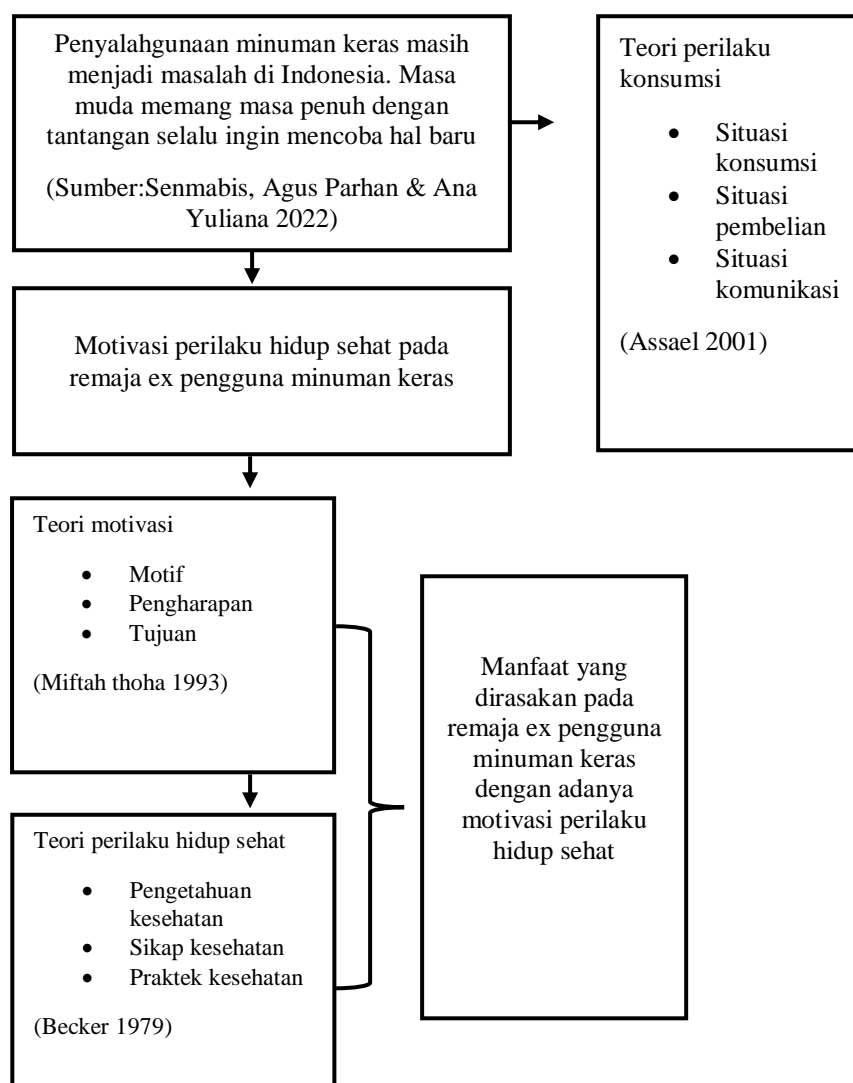 Penyalahgunaan minuman keras masih
menjadi masalah di Indonesia. Masa
muda memang masa penuh dengan
tantangan selalu ingin mencoba hal baru
(Sumber:Senmabis, Agus Parhan & Ana
Yuliana 2022)
Teori perilaku
konsumsi
• Situasi
konsumsi
• Situasi
pembelian
• Situasi
komunikasi
(Assael 2001)
Motivasi perilaku hidup sehat pada
remaja ex pengguna minuman keras
Teori motivasi
• Motif
• Pengharapan
• Tujuan
(Miftah thoha 1993)
Teori perilaku hidup sehat
• Pengetahuan
kesehatan
• Sikap kesehatan
• Praktek kesehatan
(Becker 1979)
Manfaat yang
dirasakan pada
remaja ex pengguna
minuman keras
dengan adanya
motivasi perilaku
hidup sehat